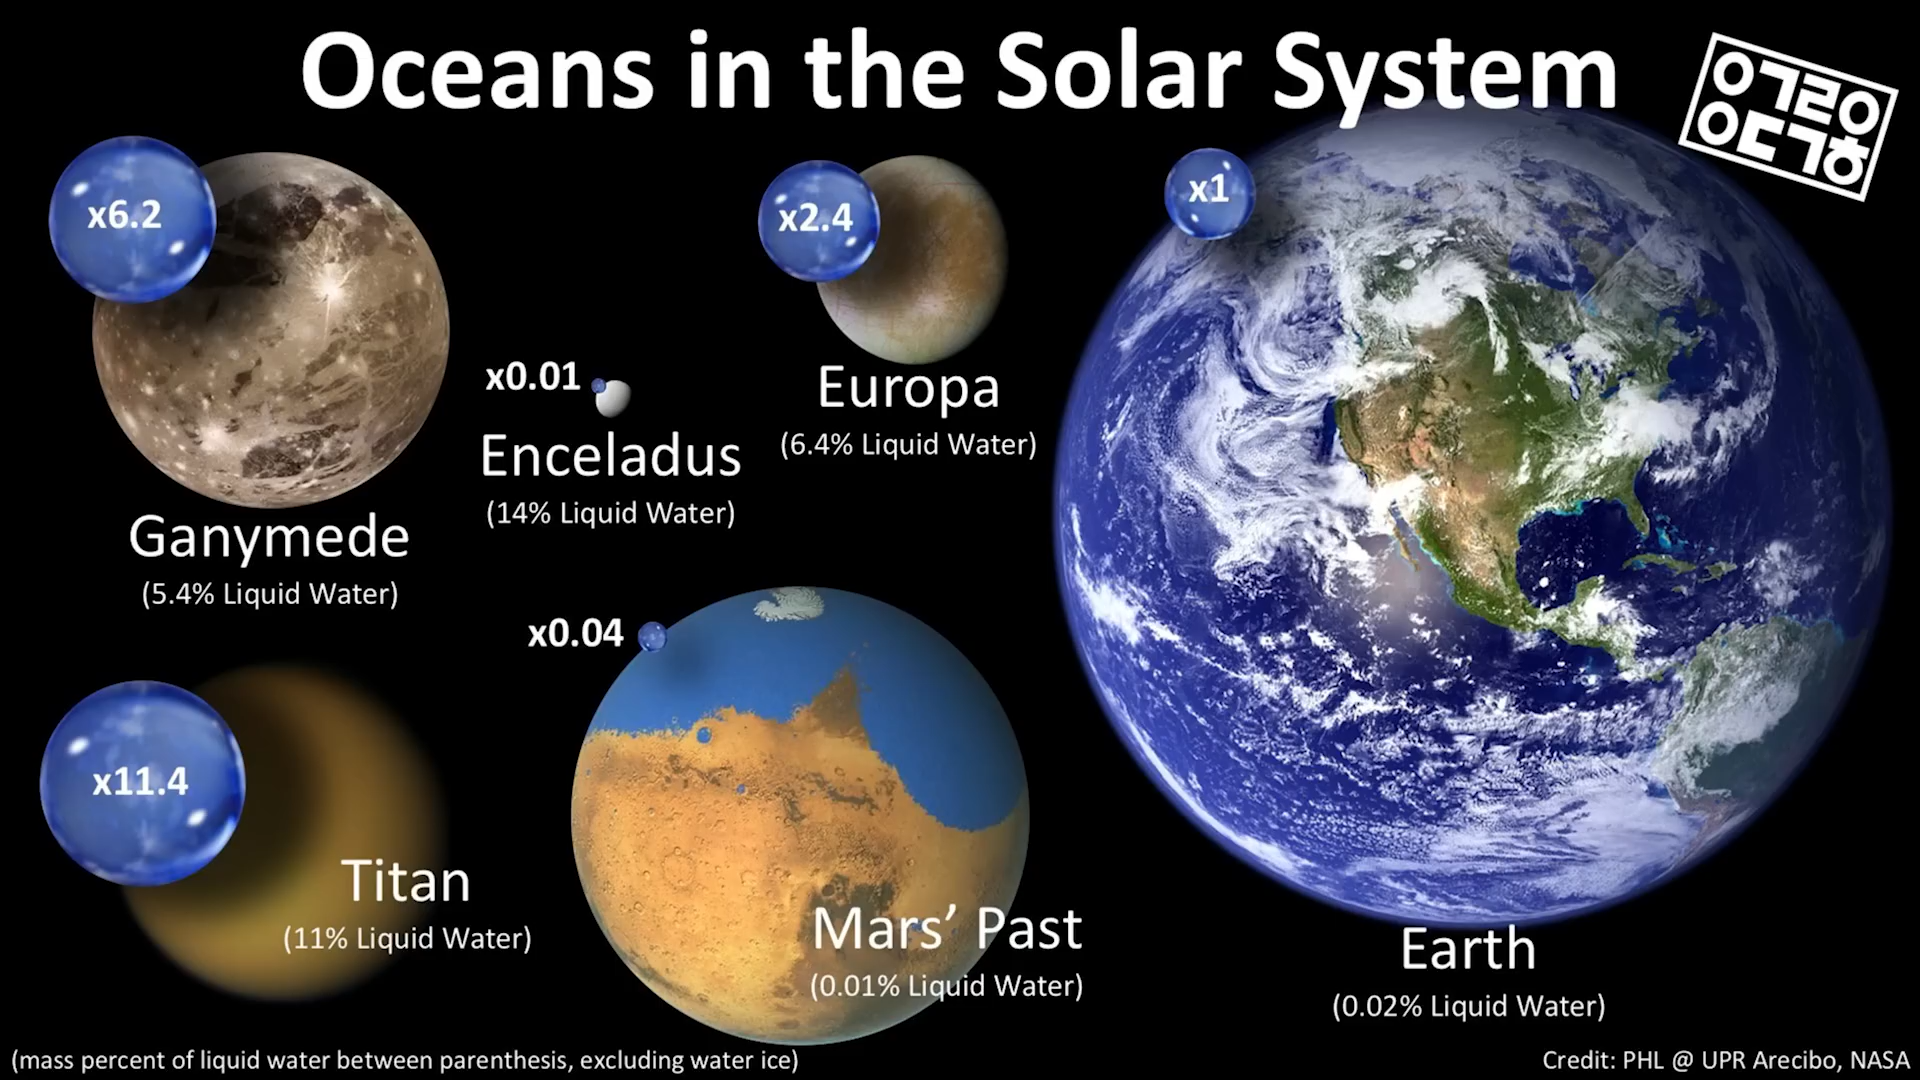 Oceans in the Solar System
x6.2
x2.4
x1
x0.01
Europa
(6.4% Liquid Water)
Enceladus
(14% Liquid Water)
Ganymede
(5.4% Liquid Water)
x0.04
x11.4
Titan
(11% Liquid Water)
Mars’ Past
(0.01% Liquid Water)
Earth
(0.02% Liquid Water)
(mass percent of liquid water between parenthesis, excluding water ice)
Credit: PHL @ UPR Arecibo, NASA